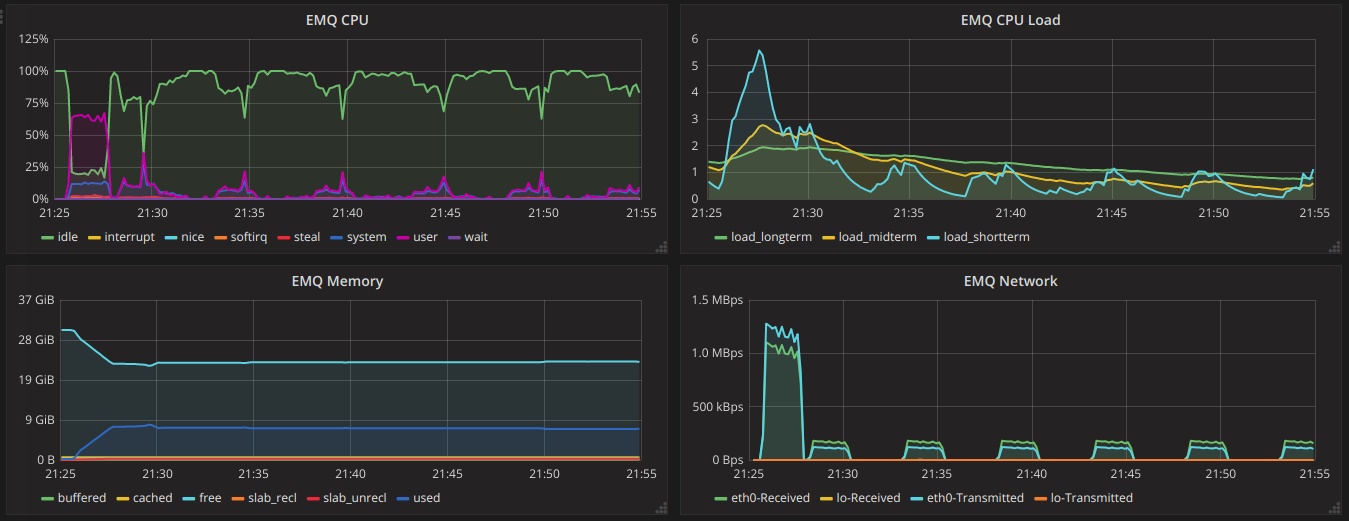 EMQ CPU
125%
100%
75%
50%
25%
0%
21:25 21:30 21:35 21:40 21:45 21:50 21:55
idle interrupt nice softirq steal system user wait
EMQ CPU Load
6
5
4
3
2
1
0
21:25 21:30 21:35 21:40 21:45 21:50 21:55
load_longterm load_midterm load_shortterm
EMQ Memory
37 GiB
28 GiB
19 GiB
9 GiB
0 B
21:25 21:30 21:35 21:40 21:45 21:50 21:55
buffered cached free slab_recl slab_unrecl used
EMQ Network
1.5 MBps
1.0 MBps
500 kBps
0 Bps
21:25 21:30 21:35 21:40 21:45 21:50 21:55
eth0-Received lo-Received eth0-Transmitted lo-Transmitted